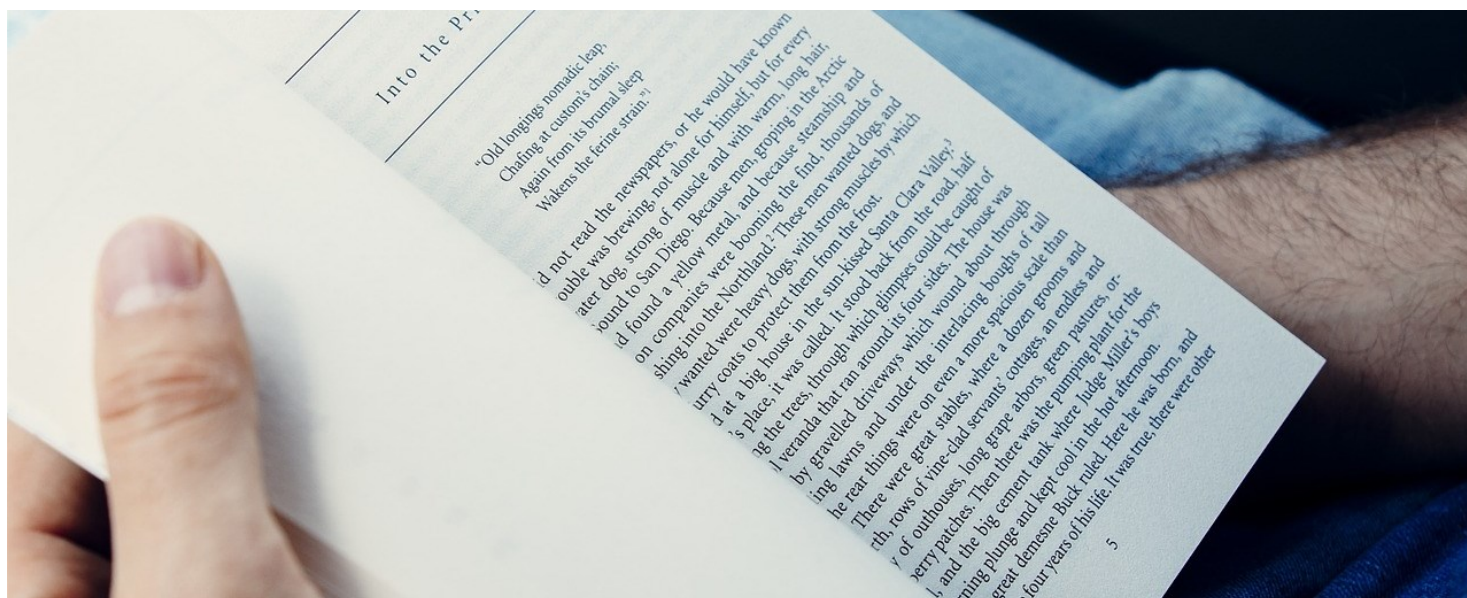 Into the Pri
"Old longings nomadic leap,
Chafing at custom's chain;
Again from its brumal sleep
Wakens the ferine strain."1
d not read the newspapers, or he would have known
ouble was brewing, not alone for himself, but for every
ater dog, strong of muscle and with warm, long hair,
ound to San Diego. Because men, groping in the Arctic
d found a yellow metal, and because steamship and
on companies were booming the find, thousands of
shing into the Northland.2 These men wanted dogs, and
y wanted were heavy dogs, with strong muscles by which
urry coats to protect them from the frost.
d at a big house in the sun-kissed Santa Clara Valley.3
's place, it was called. It stood back from the road, half
ng the trees, through which glimpses could be caught of
l veranda that ran around its four sides. The house was
by gravelled driveways which wound about through
ing lawns and under the interlacing boughs of tall
he rear things were on even a more spacious scale than
There were great stables, where a dozen grooms and
rth, rows of vine-clad servants' cottages, an endless and
y of outhouses, long grape arbors, green pastures, or-
berry patches. Then there was the pumping plant for the
l, and the big cement tank where Judge Miller's boys
rning plunge and kept cool in the hot afternoon.
great demesne Buck ruled. Here he was born, and
four years of his life. It was true, there were other
5